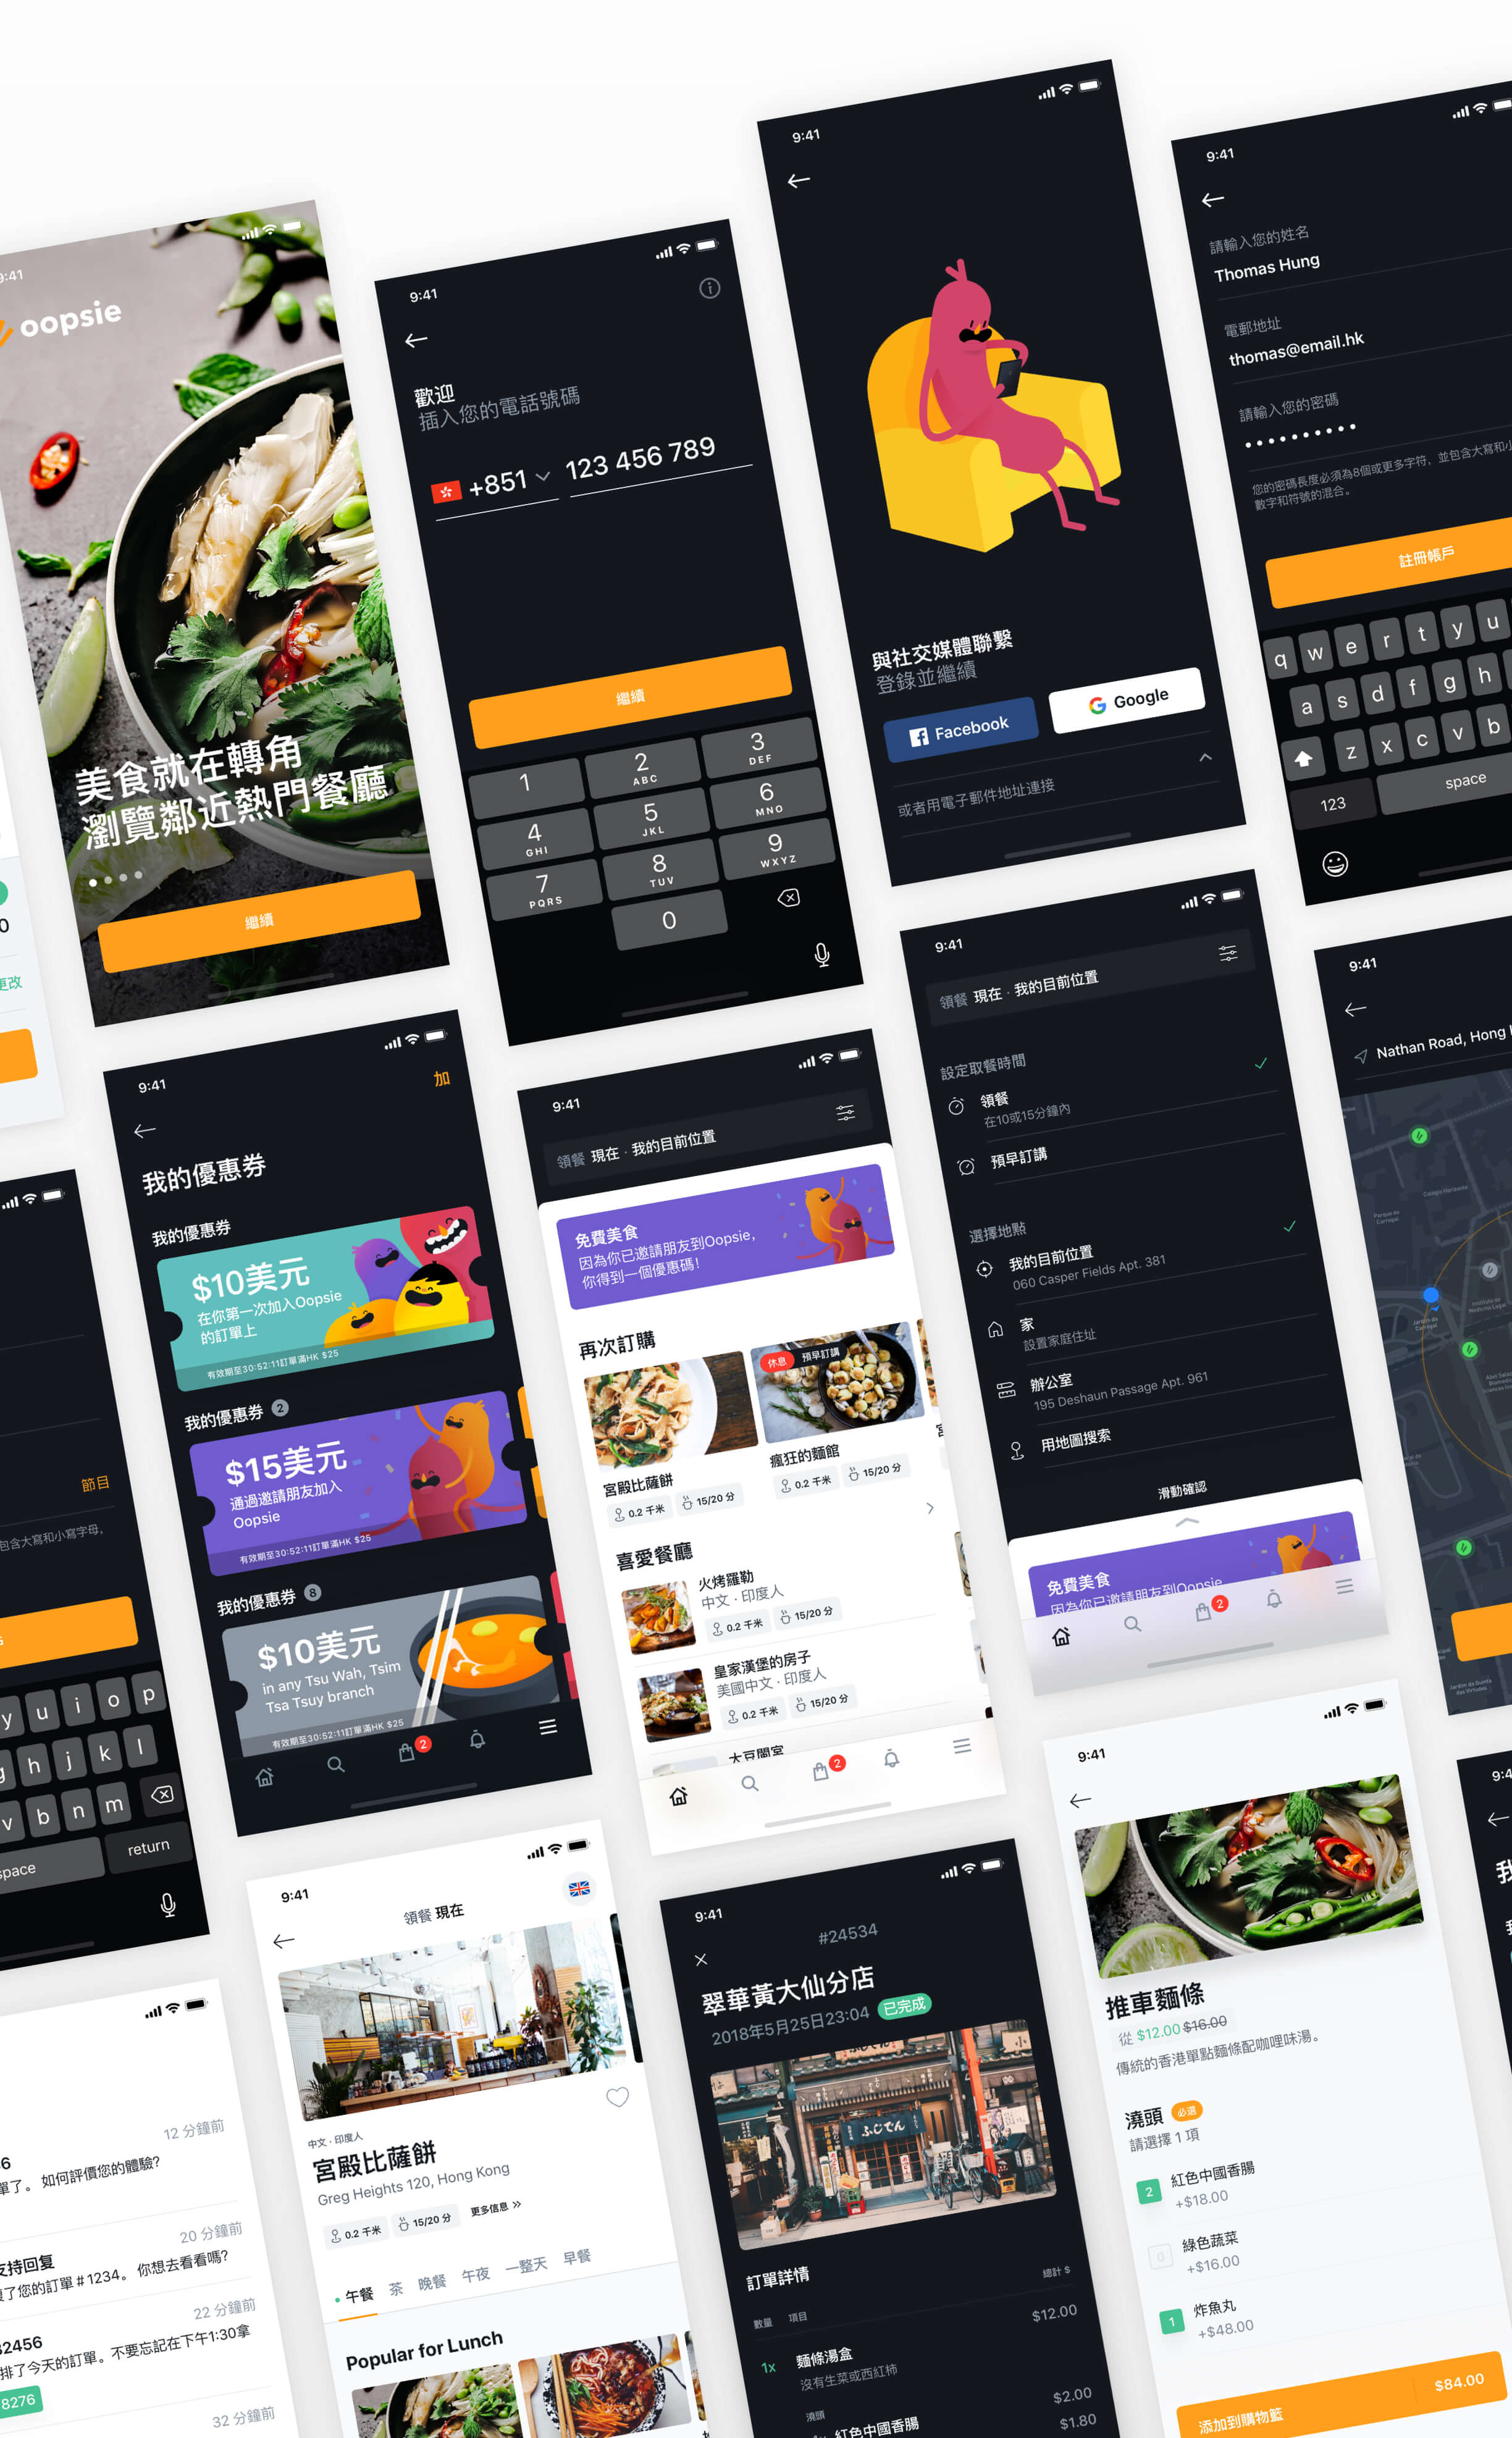 9:41
oopsie
美食就在轉角
瀏覽鄰近熱門餐廳
繼續
9:41
歡迎
插入您的電話號碼
+851 123 456 789
繼續
1
2 ABC
3 DEF
4 GHI
5 JKL
6 MNO
7 PQRS
8 TUV
9 WXYZ
0
9:41
與社交媒體聯繫
登錄並繼續
Facebook
Google
或者用電子郵件地址連接
9:41
請輸入您的姓名
Thomas Hung
電郵地址
thomas@email.hk
請輸入您的密碼
您的密碼長度必須為8個或更多字符，並包含大寫和小
數字和符號的混合。
註冊帳戶
q w e r t y u
a s d f g h
z x c v b
123
space
0
更改
節目
包含大寫和小寫字母,
y u i o p
g h j k l
v b n m
space
return
9:41
加
我的優惠券
我的優惠券
$10美元
在你第一次加入Oopsie
的訂單上
有效期至30:52:11訂單滿HK $25
我的優惠券 2
$15美元
通過邀請朋友加入
Oopsie
有效期至30:52:11訂單滿HK $25
我的優惠券 8
$10美元
in any Tsu Wah, Tsim
Tsa Tsuy branch
有效期至30:52:11訂單滿HK $25
2
9:41
領餐 現在 · 我的目前位置
免費美食
因為你已邀請朋友到Oopsie,
你得到一個優惠碼!
再次訂購
休息 預早訂講
宮殿比薩餅
0.2 千米 15/20 分
瘋狂的麵館
0.2 千米 15/20 分
喜愛餐廳
火烤羅勒
中文 · 印度人
0.2 千米 15/20 分
皇家漢堡的房子
美國中文 · 印度人
0.2 千米 15/20 分
大豆闇宮
2
9:41
領餐 現在 · 我的目前位置
設定取餐時間
領餐
在10或15分鐘內
預早訂講
選擇地點
我的目前位置
060 Casper Fields Apt. 381
家
設置家庭住址
辦公室
195 Deshaun Passage Apt. 961
用地圖搜索
滑動確認
免費美食
因為你已邀請朋友到Oopsie
2
9:41
Nathan Road, Hong
Parque do
Carregal
Jardim do
Carregal
Instituto de
Medicina Legal
12 分鐘前
6
單了。 如何評價您的體驗?
20 分鐘前
支持回复
了您的訂單＃1234。 你想去看看嗎?
22 分鐘前
32456
排了今天的訂單。不要忘記在下午1:30拿
8276
32 分鐘前
9:41
領餐 現在
中文 · 印度人
宮殿比薩餅
Greg Heights 120, Hong Kong
0.2 千米 15/20 分 更多信息 »
午餐 茶 晚餐 午夜 一整天 早餐
Popular for Lunch
9:41
#24534
翠華黃大仙分店
2018年5月25日23:04 已完成
ふじでん
訂單詳情
數量 項目 總計 $
1x 麵條湯盒 $12.00
沒有生菜或西紅柿
澆頭 $2.00
紅色中國香腸 $1.80
9:41
推車麵條
從 $12.00 $16.00
傳統的香港單點麵條配咖哩味湯。
澆頭 必選
請選擇 1 項
2 紅色中國香腸
+$18.00
0 綠色蔬菜
+$16.00
1 炸魚丸
+$48.00
添加到購物籃 $84.00